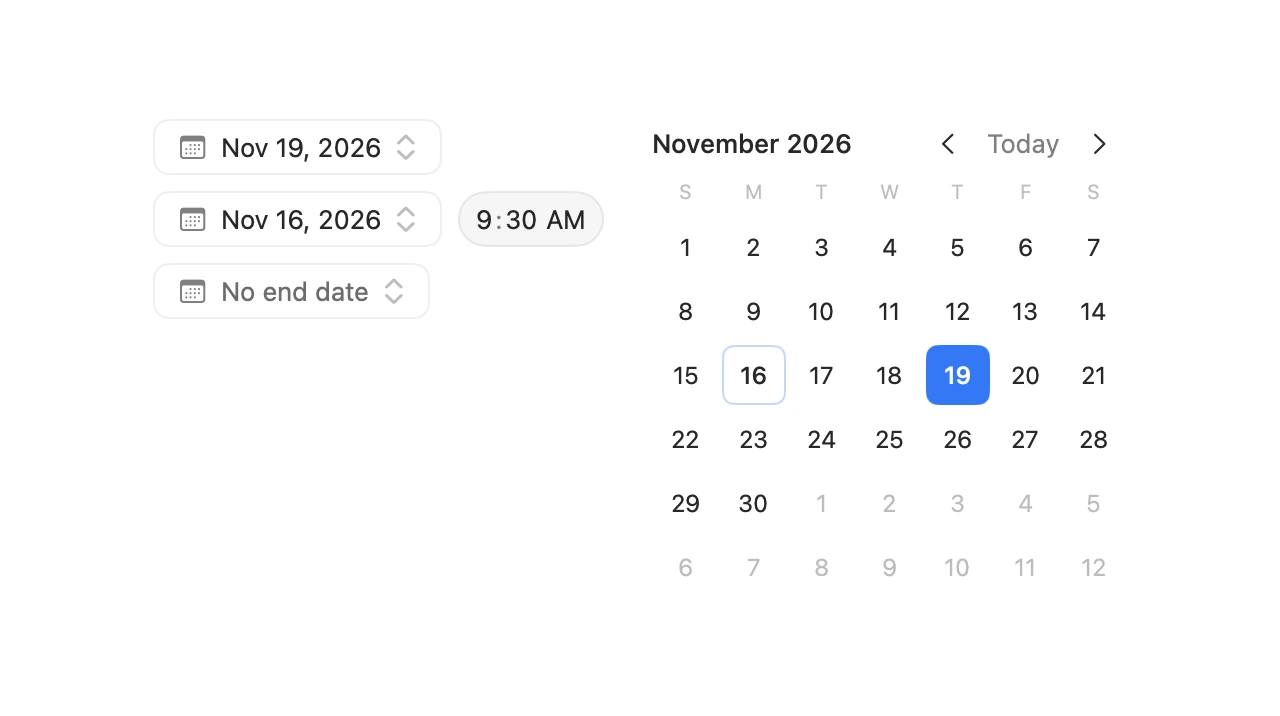 Nov 19, 2026
Nov 16, 2026 9:30 AM
No end date
November 2026 Today
S M T W T F S
1 2 3 4 5 6 7
8 9 10 11 12 13 14
15 16 17 18 19 20 21
22 23 24 25 26 27 28
29 30 1 2 3 4 5
6 7 8 9 10 11 12